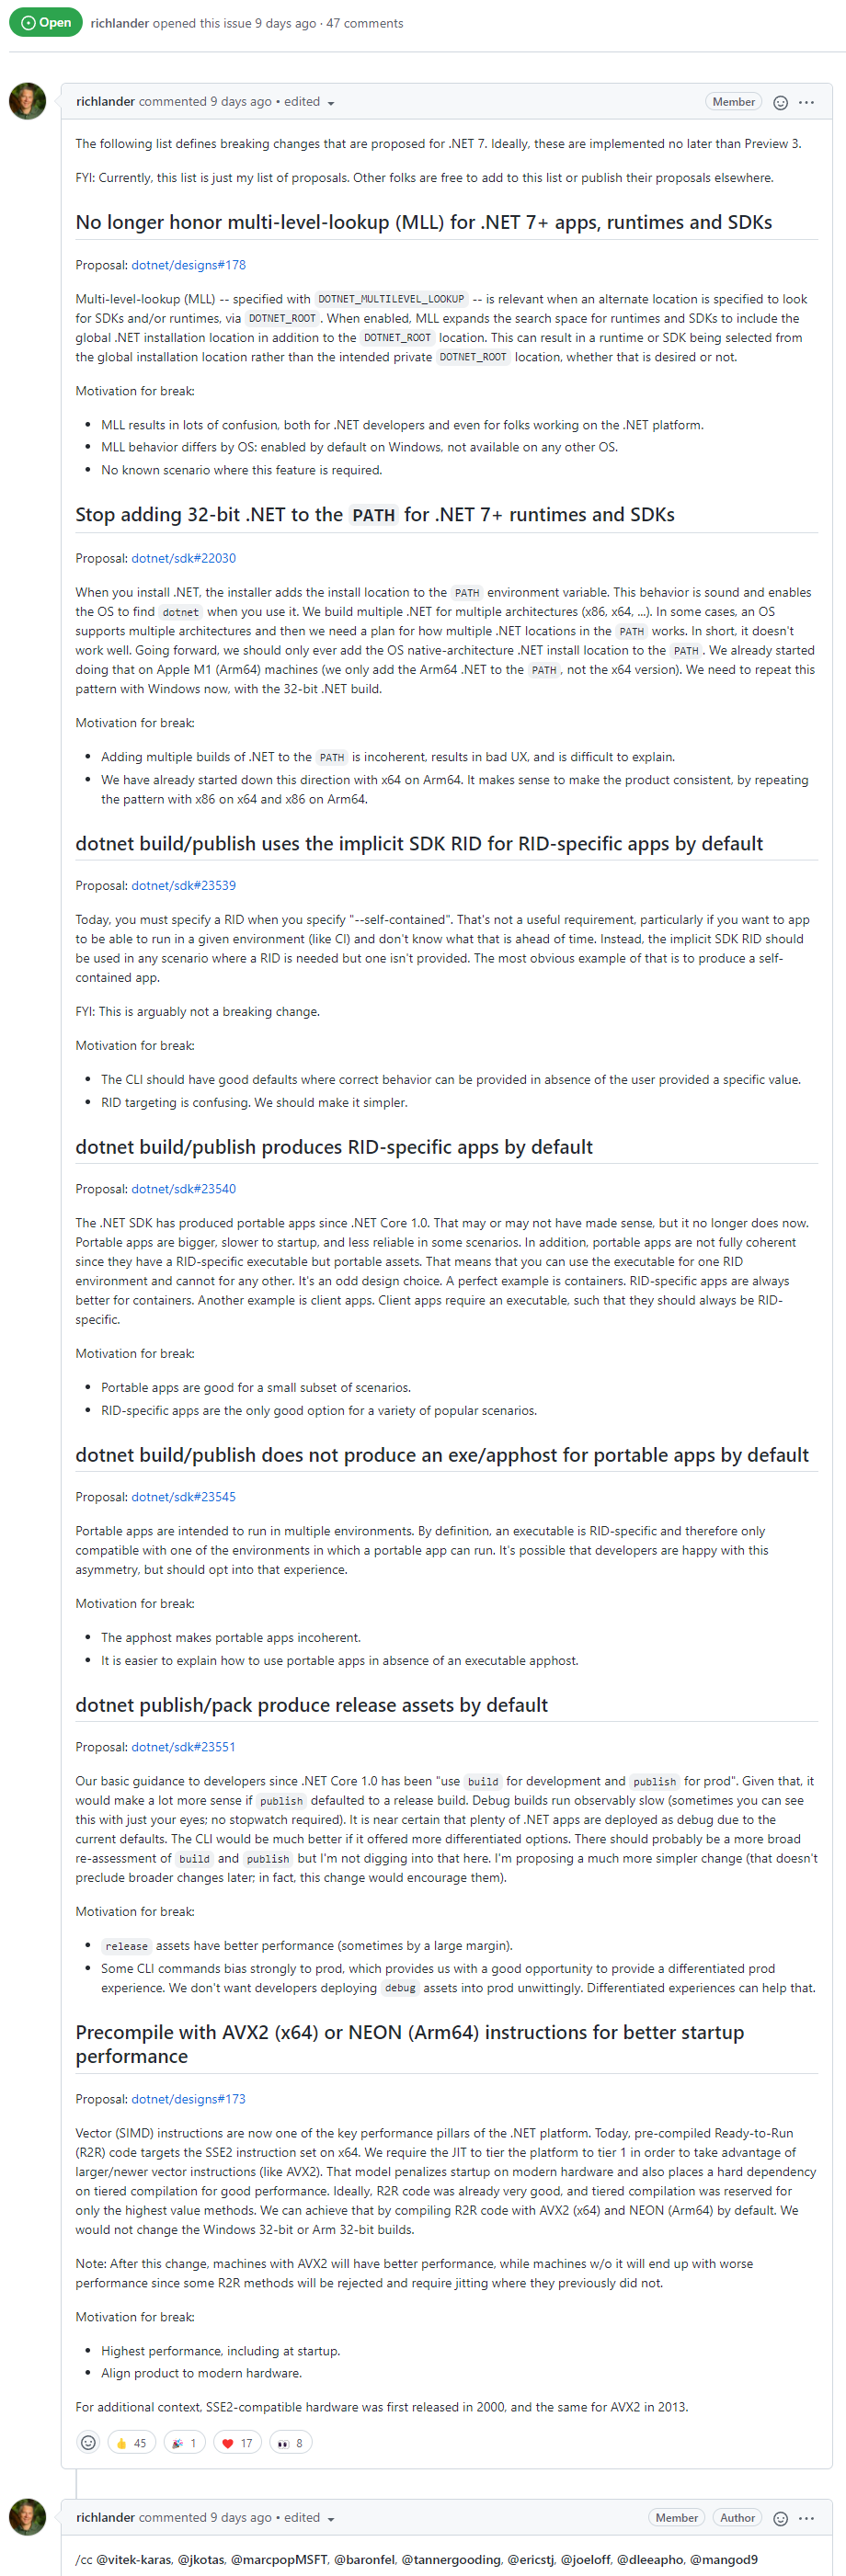 Open richlander opened this issue 9 days ago · 47 comments
richlander commented 9 days ago • edited Member
The following list defines breaking changes that are proposed for .NET 7. Ideally, these are implemented no later than Preview 3.
FYI: Currently, this list is just my list of proposals. Other folks are free to add to this list or publish their proposals elsewhere.
No longer honor multi-level-lookup (MLL) for .NET 7+ apps, runtimes and SDKs
Proposal: dotnet/designs#178
Multi-level-lookup (MLL) -- specified with DOTNET_MULTILEVEL_LOOKUP -- is relevant when an alternate location is specified to look
for SDKs and/or runtimes, via DOTNET_ROOT. When enabled, MLL expands the search space for runtimes and SDKs to include the
global .NET installation location in addition to the DOTNET_ROOT location. This can result in a runtime or SDK being selected from
the global installation location rather than the intended private DOTNET_ROOT location, whether that is desired or not.
Motivation for break:
• MLL results in lots of confusion, both for .NET developers and even for folks working on the .NET platform.
• MLL behavior differs by OS: enabled by default on Windows, not available on any other OS.
• No known scenario where this feature is required.
Stop adding 32-bit .NET to the PATH for .NET 7+ runtimes and SDKs
Proposal: dotnet/sdk#22030
When you install .NET, the installer adds the install location to the PATH environment variable. This behavior is sound and enables
the OS to find dotnet when you use it. We build multiple .NET for multiple architectures (x86, x64, ...). In some cases, an OS
supports multiple architectures and then we need a plan for how multiple .NET locations in the PATH works. In short, it doesn't
work well. Going forward, we should only ever add the OS native-architecture .NET install location to the PATH. We already started
doing that on Apple M1 (Arm64) machines (we only add the Arm64 .NET to the PATH, not the x64 version). We need to repeat this
pattern with Windows now, with the 32-bit .NET build.
Motivation for break:
• Adding multiple builds of .NET to the PATH is incoherent, results in bad UX, and is difficult to explain.
• We have already started down this direction with x64 on Arm64. It makes sense to make the product consistent, by repeating
the pattern with x86 on x64 and x86 on Arm64.
dotnet build/publish uses the implicit SDK RID for RID-specific apps by default
Proposal: dotnet/sdk#23539
Today, you must specify a RID when you specify "--self-contained". That's not a useful requirement, particularly if you want to app
to be able to run in a given environment (like CI) and don't know what that is ahead of time. Instead, the implicit SDK RID should
be used in any scenario where a RID is needed but one isn't provided. The most obvious example of that is to produce a self-
contained app.
FYI: This is arguably not a breaking change.
Motivation for break:
• The CLI should have good defaults where correct behavior can be provided in absence of the user provided a specific value.
• RID targeting is confusing. We should make it simpler.
dotnet build/publish produces RID-specific apps by default
Proposal: dotnet/sdk#23540
The .NET SDK has produced portable apps since .NET Core 1.0. That may or may not have made sense, but it no longer does now.
Portable apps are bigger, slower to startup, and less reliable in some scenarios. In addition, portable apps are not fully coherent
since they have a RID-specific executable but portable assets. That means that you can use the executable for one RID
environment and cannot for any other. It's an odd design choice. A perfect example is containers. RID-specific apps are always
better for containers. Another example is client apps. Client apps require an executable, such that they should always be RID-
specific.
Motivation for break:
• Portable apps are good for a small subset of scenarios.
• RID-specific apps are the only good option for a variety of popular scenarios.
dotnet build/publish does not produce an exe/apphost for portable apps by default
Proposal: dotnet/sdk#23545
Portable apps are intended to run in multiple environments. By definition, an executable is RID-specific and therefore only
compatible with one of the environments in which a portable app can run. It's possible that developers are happy with this
asymmetry, but should opt into that experience.
Motivation for break:
• The apphost makes portable apps incoherent.
• It is easier to explain how to use portable apps in absence of an executable apphost.
dotnet publish/pack produce release assets by default
Proposal: dotnet/sdk#23551
Our basic guidance to developers since .NET Core 1.0 has been "use build for development and publish for prod". Given that, it
would make a lot more sense if publish defaulted to a release build. Debug builds run observably slow (sometimes you can see
this with just your eyes; no stopwatch required). It is near certain that plenty of .NET apps are deployed as debug due to the
current defaults. The CLI would be much better if it offered more differentiated options. There should probably be a more broad
re-assessment of build and publish but I'm not digging into that here. I'm proposing a much more simpler change (that doesn't
preclude broader changes later; in fact, this change would encourage them).
Motivation for break:
• release assets have better performance (sometimes by a large margin).
• Some CLI commands bias strongly to prod, which provides us with a good opportunity to provide a differentiated prod
experience. We don't want developers deploying debug assets into prod unwittingly. Differentiated experiences can help that.
Precompile with AVX2 (x64) or NEON (Arm64) instructions for better startup
performance
Proposal: dotnet/designs#173
Vector (SIMD) instructions are now one of the key performance pillars of the .NET platform. Today, pre-compiled Ready-to-Run
(R2R) code targets the SSE2 instruction set on x64. We require the JIT to tier the platform to tier 1 in order to take advantage of
larger/newer vector instructions (like AVX2). That model penalizes startup on modern hardware and also places a hard dependency
on tiered compilation for good performance. Ideally, R2R code was already very good, and tiered compilation was reserved for
only the highest value methods. We can achieve that by compiling R2R code with AVX2 (x64) and NEON (Arm64) by default. We
would not change the Windows 32-bit or Arm 32-bit builds.
Note: After this change, machines with AVX2 will have better performance, while machines w/o it will end up with worse
performance since some R2R methods will be rejected and require jitting where they previously did not.
Motivation for break:
• Highest performance, including at startup.
• Align product to modern hardware.
For additional context, SSE2-compatible hardware was first released in 2000, and the same for AVX2 in 2013.
45 1 17 8
richlander commented 9 days ago • edited Member Author
/cc @vitek-karas, @jkotas, @marcpopMSFT, @baronfel, @tannergooding, @ericstj, @joeloff, @dleeapho, @mangod9